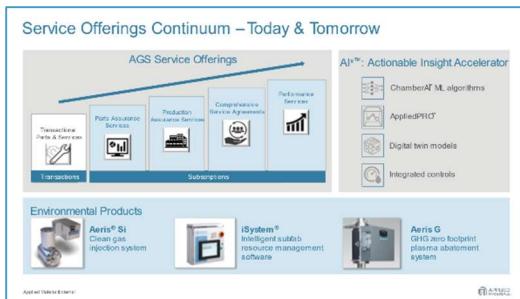 Service Offerings Continuum – Today & Tomorrow
AGS Service Offerings
Transactional
Parts & Services
Parts Assurance
Services
Production
Assurance Services
Comprehensive
Service Agreements
Performance
Services
Transactions
Subscriptions
AIˣ™: Actionable Insight Accelerator
ChamberAI® ML algorithms
AppliedPRO®
Digital twin models
Integrated controls
Environmental Products
Aeris® Si
Clean gas
injection system
iSystem®
Intelligent subfab
resource management
software
Aeris G
GHG zero footprint
plasma abatement
system
Applied Materials External
APPLIED
MATERIALS